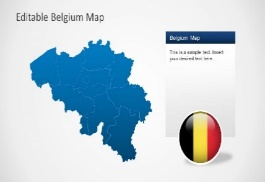 Editable Belgium Map
Belgium Map
This is a sample text. Insert
your desired text here.